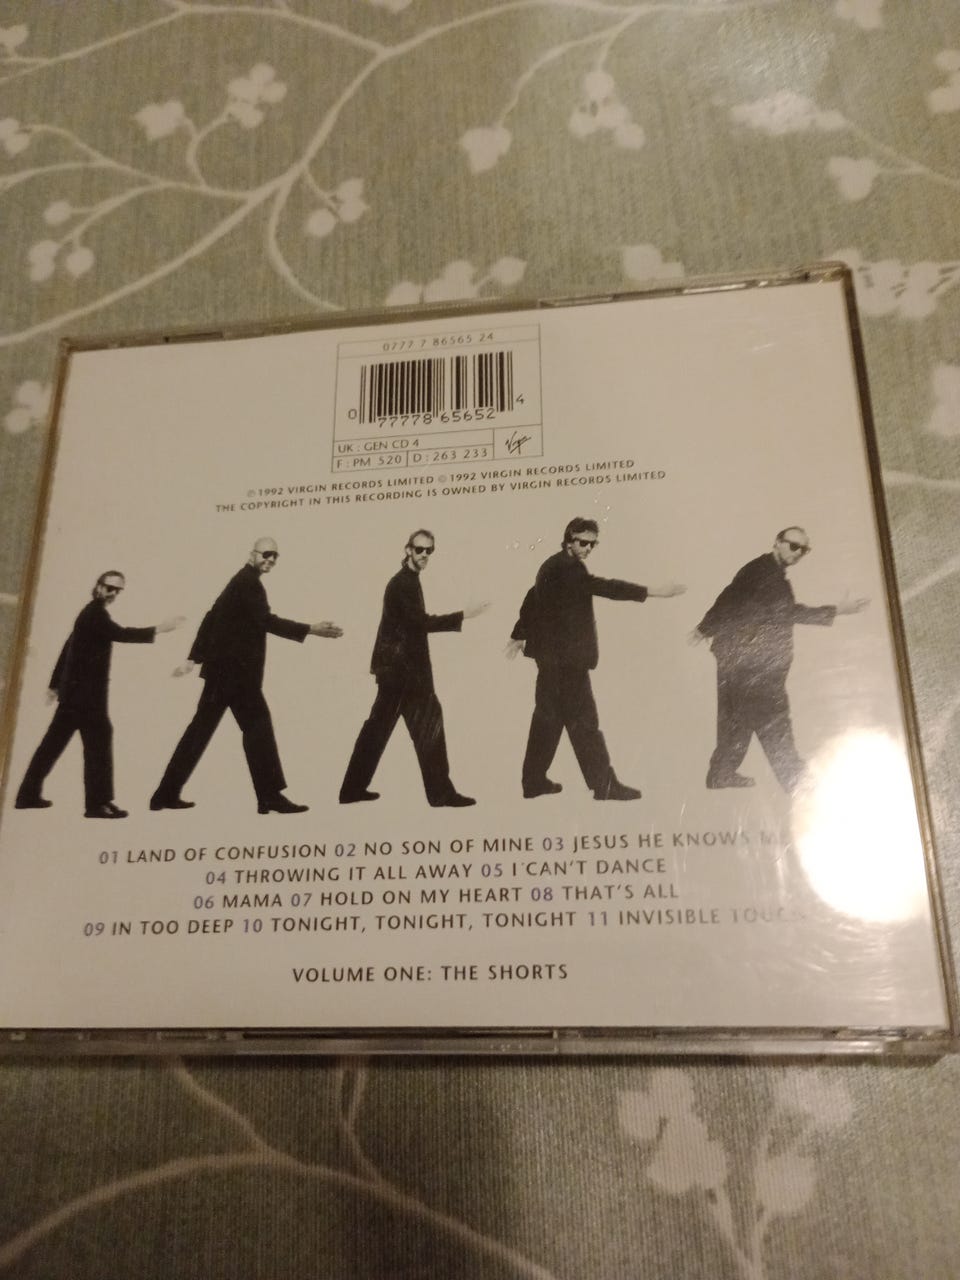 0777 7 86565 24
0 77778 65652 4
UK : GEN CD 4
F : PM 520 D : 263 233 Virgin
℗ 1992 VIRGIN RECORDS LIMITED © 1992 VIRGIN RECORDS LIMITED
THE COPYRIGHT IN THIS RECORDING IS OWNED BY VIRGIN RECORDS LIMITED
01 LAND OF CONFUSION 02 NO SON OF MINE 03 JESUS HE KNOWS ME
04 THROWING IT ALL AWAY 05 I CAN'T DANCE
06 MAMA 07 HOLD ON MY HEART 08 THAT'S ALL
09 IN TOO DEEP 10 TONIGHT, TONIGHT, TONIGHT 11 INVISIBLE TOUCH
VOLUME ONE: THE SHORTS